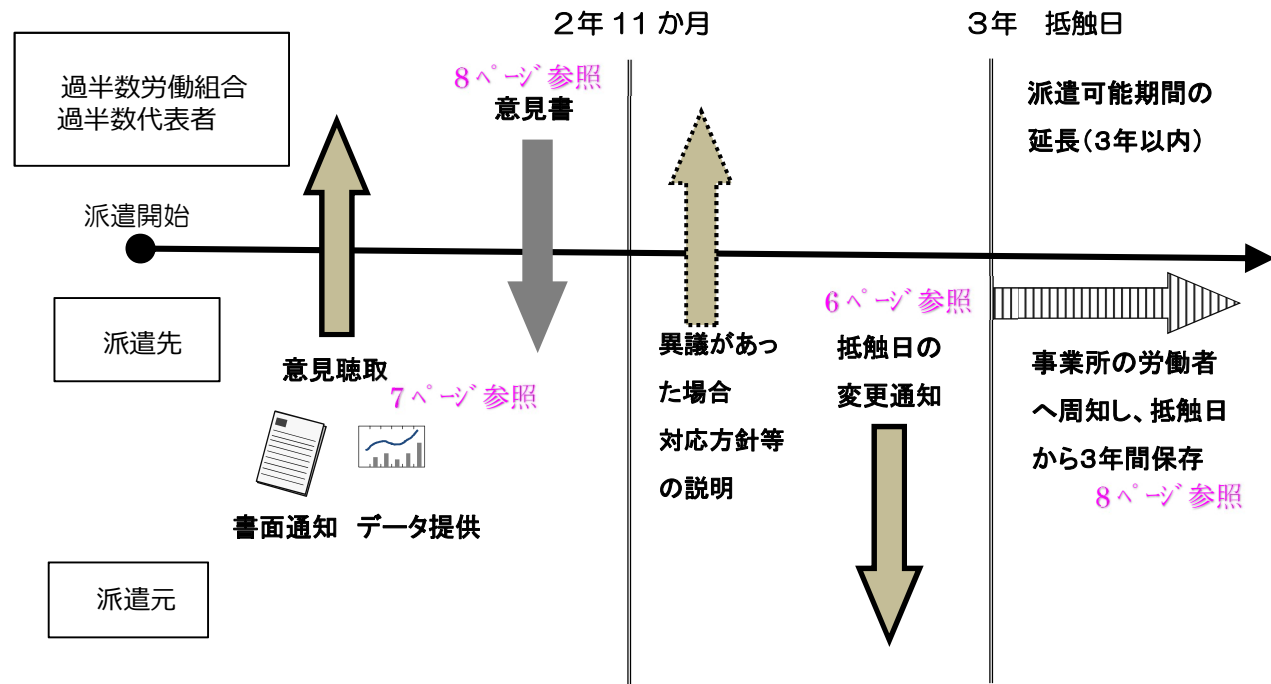 2年 11 か月
3年 抵触日
過半数労働組合
過半数代表者
8ページ参照
意見書
派遣可能期間の
延長(3年以内)
派遣開始
派遣先
意見聴取
7ページ参照
書面通知 データ提供
異議があっ
た場合
対応方針等
の説明
6ページ参照
抵触日の
変更通知
事業所の労働者
へ周知し、抵触日
から3年間保存
8ページ参照
派遣元